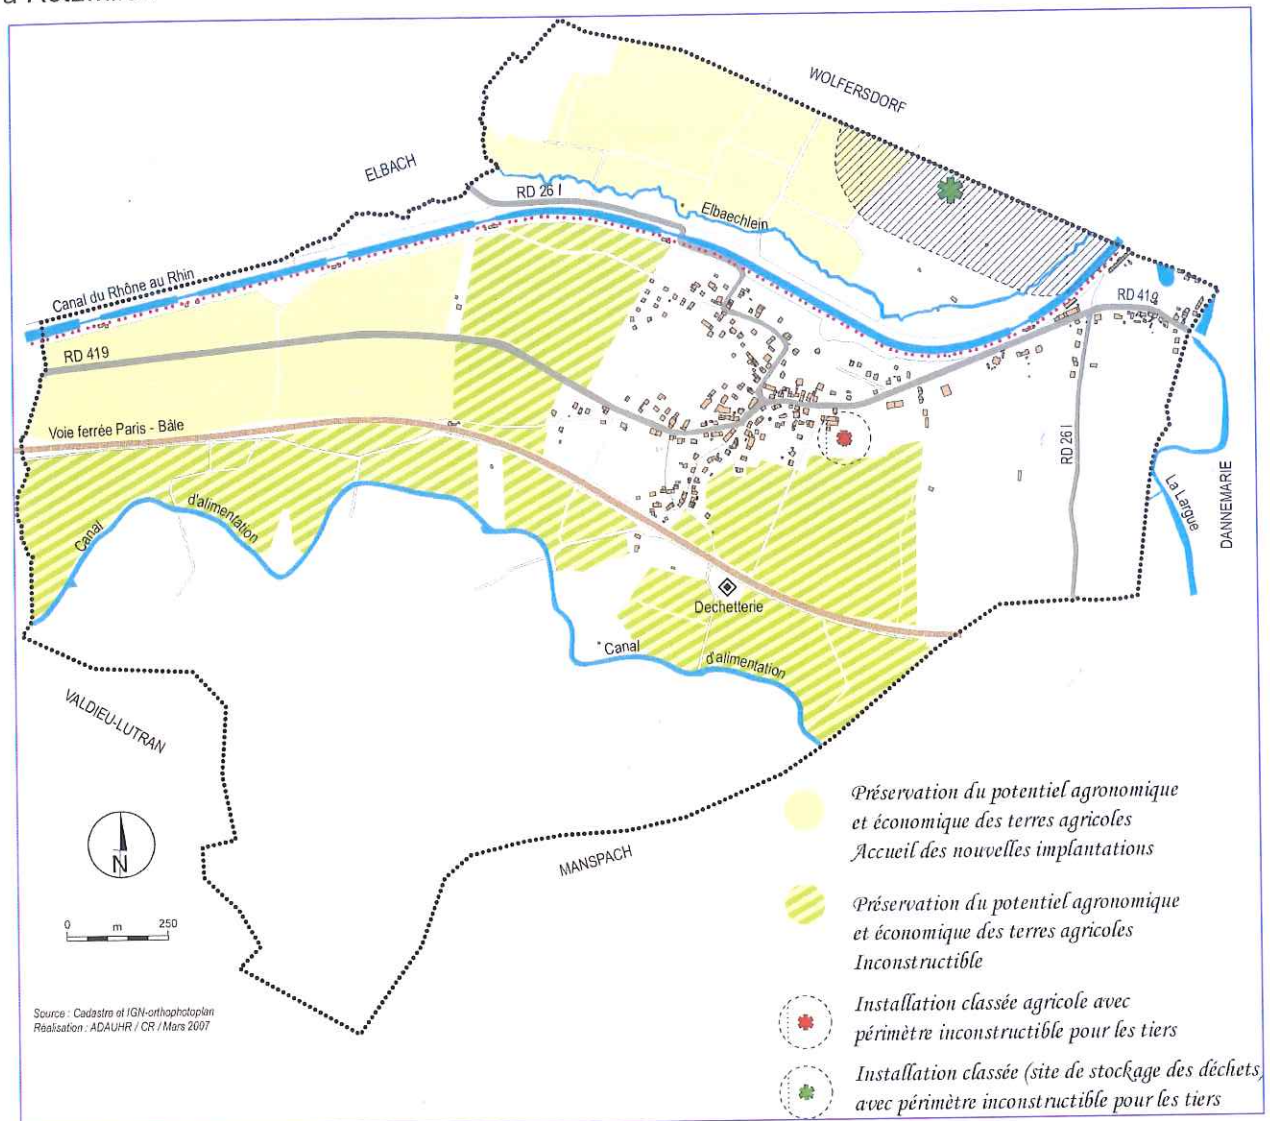 WOLFERSDORF
ELBACH
RD 26 I
Elbaechlein
Canal du Rhône au Rhin
RD 419
RD 419
Voie ferrée Paris - Bâle
RD 26 I
La Largue
DANNEMARIE
Canal
d'alimentation
Dechetterie
Canal
d'alimentation
VALDIEU-LUTRAN
MANSPACH
N
0 m 250
Source : Cadastre et IGN-orthophotoplan
Réalisation : ADAUHR / CR / Mars 2007
Préservation du potentiel agronomique
et économique des terres agricoles
Accueil des nouvelles implantations
Préservation du potentiel agronomique
et économique des terres agricoles
Inconstructible
Installation classée agricole avec
périmètre inconstructible pour les tiers
Installation classée (site de stockage des déchets)
avec périmètre inconstructible pour les tiers